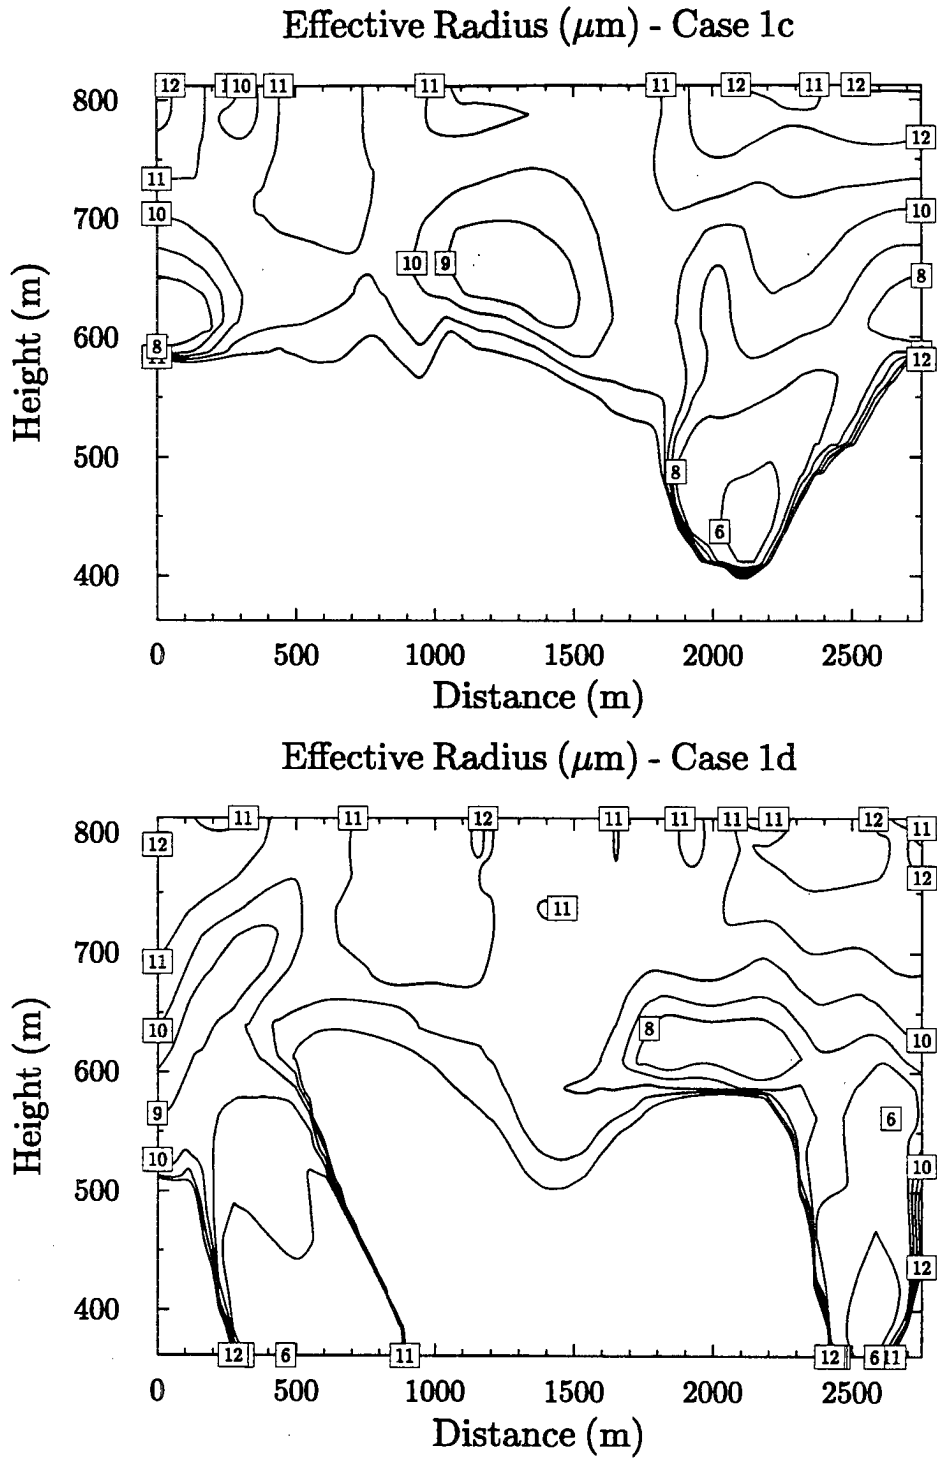 Effective Radius (μm) - Case 1c
12 1 10 11 11 11 12 11 12
800
12
11
700
10
10
10 9
Height (m)
8
600
8
12
500
8
6
400
0 500 1000 1500 2000 2500
Distance (m)
Effective Radius (μm) - Case 1d
11 11 12 11 11 11 11 12 11
800
12
12
11
700
11
10
8
10
Height (m)
600
9
6
10
10
500
12
400
12 6 11 12 6 11
0 500 1000 1500 2000 2500
Distance (m)